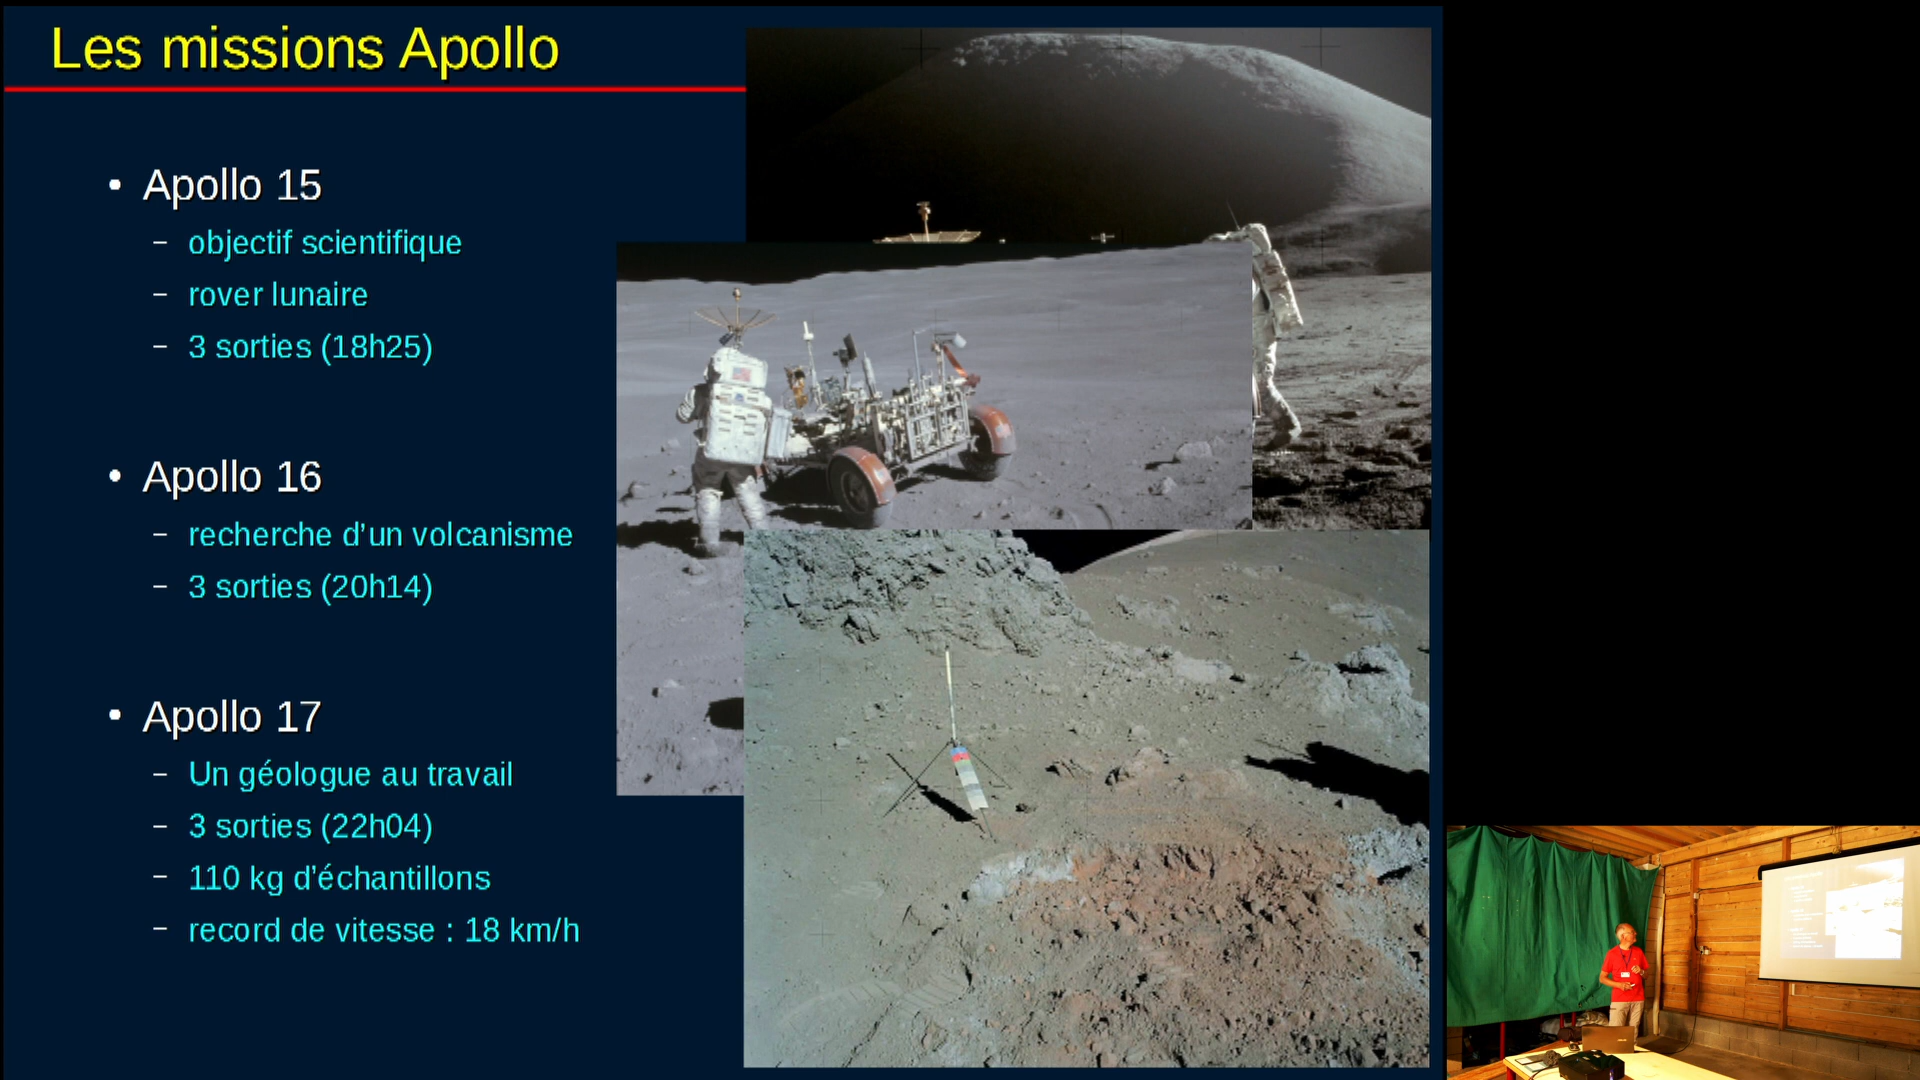 Les missions Apollo
• Apollo 15
– objectif scientifique
– rover lunaire
– 3 sorties (18h25)
• Apollo 16
– recherche d'un volcanisme
– 3 sorties (20h14)
• Apollo 17
– Un géologue au travail
– 3 sorties (22h04)
– 110 kg d'échantillons
– record de vitesse : 18 km/h